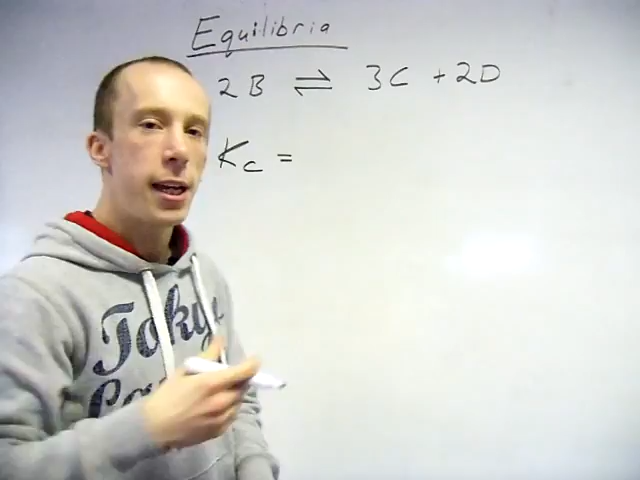 Equilibria
2B ⇌ 3C + 2D
Kc =
Tokyo